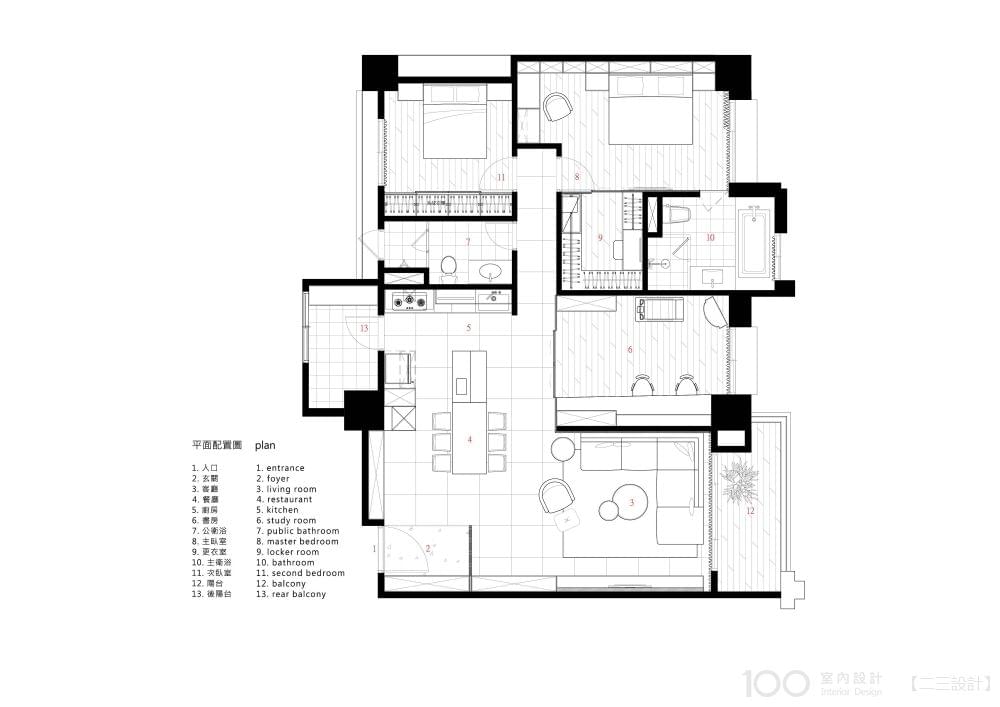 11
8
7
9
10
13
5
6
4
3
12
1
2
平面配置圖 plan
1. 入口 1. entrance
2. 玄關 2. foyer
3. 客廳 3. living room
4. 餐廳 4. restaurant
5. 廚房 5. kitchen
6. 書房 6. study room
7. 公衛浴 7. public bathroom
8. 主臥室 8. master bedroom
9. 更衣室 9. locker room
10. 主衛浴 10. bathroom
11. 次臥室 11. second bedroom
12. 陽台 12. balcony
13. 後陽台 13. rear balcony
100 室內設計
Interior Design
【二三設計】